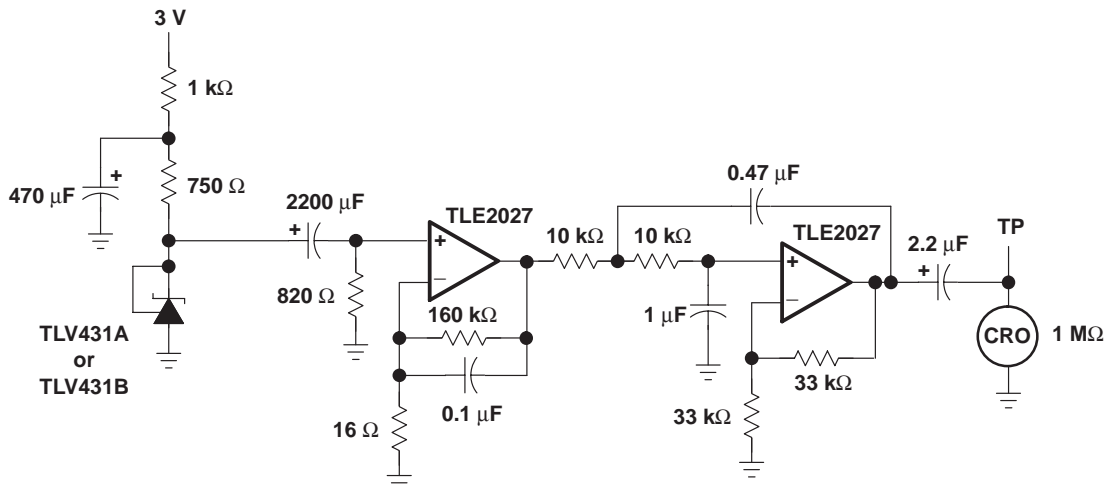 3 V
1 kΩ
470 μF
+
750 Ω
2200 μF
+
TLV431A
or
TLV431B
820 Ω
TLE2027
+
−
160 kΩ
0.1 μF
16 Ω
10 kΩ
10 kΩ
0.47 μF
1 μF
TLE2027
+
−
33 kΩ
33 kΩ
2.2 μF
+
TP
CRO
1 MΩ